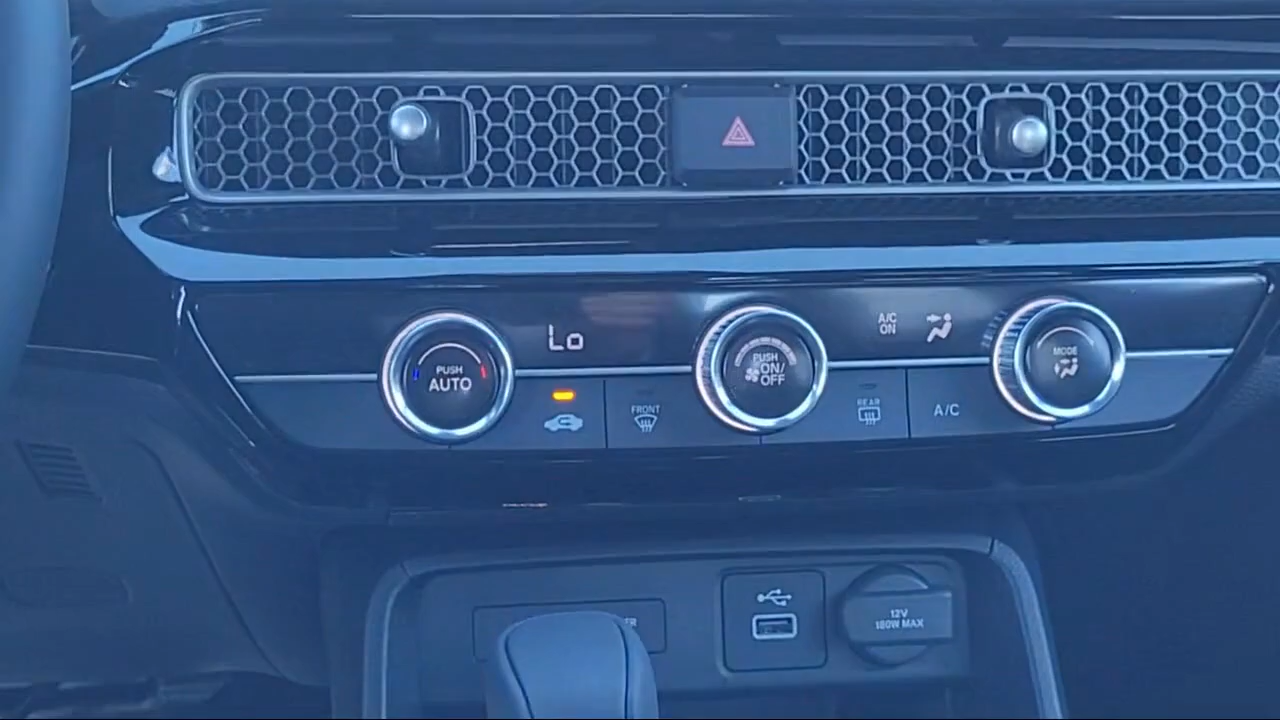 Lo
A/C
ON
PUSH
AUTO
PUSH
ON/
OFF
MODE
FRONT
REAR
A/C
12V
180W MAX